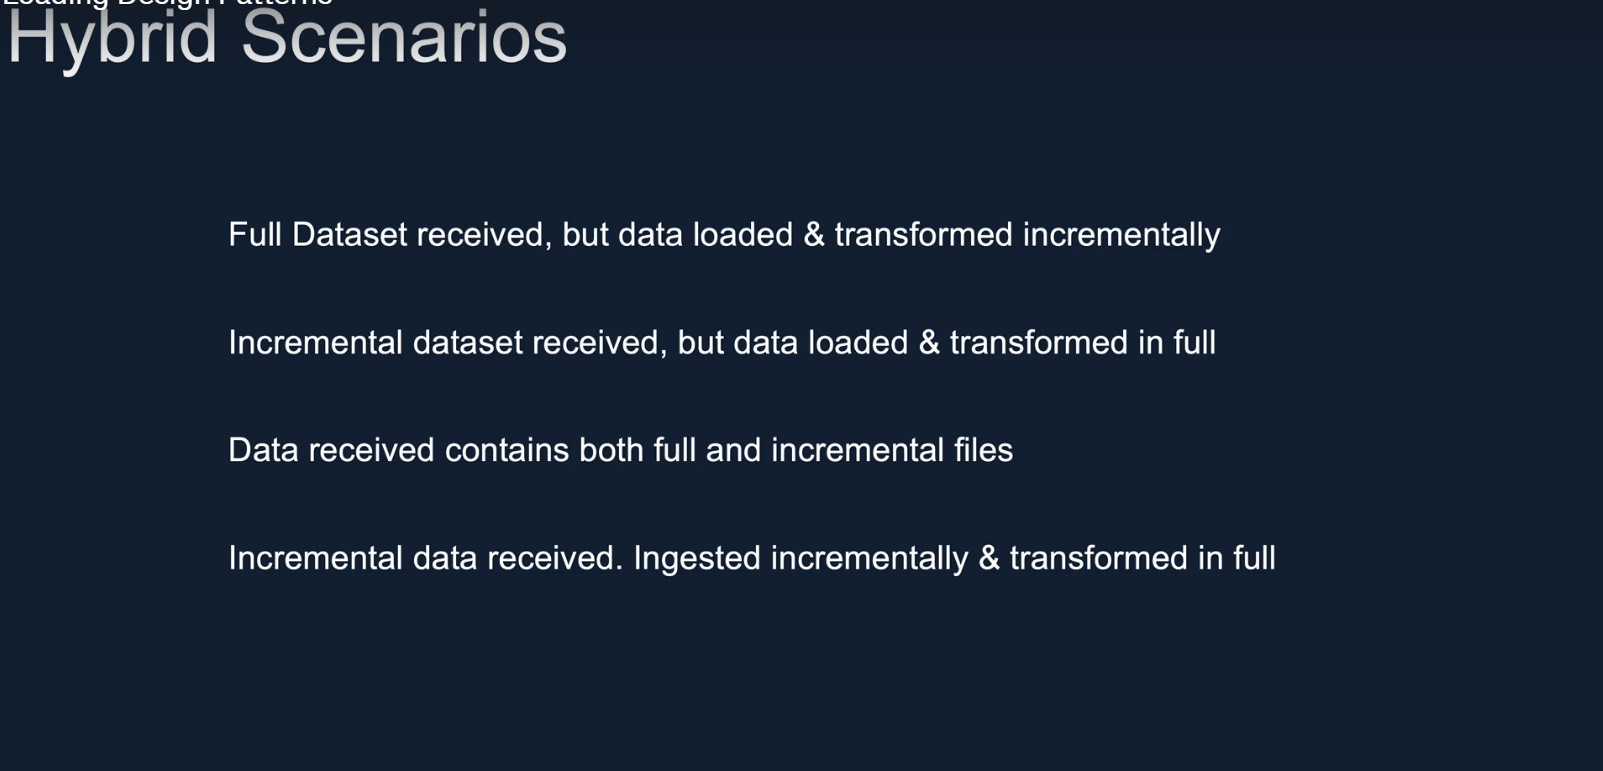 Loading Design Patterns
Hybrid Scenarios
Full Dataset received, but data loaded & transformed incrementally
Incremental dataset received, but data loaded & transformed in full
Data received contains both full and incremental files
Incremental data received. Ingested incrementally & transformed in full